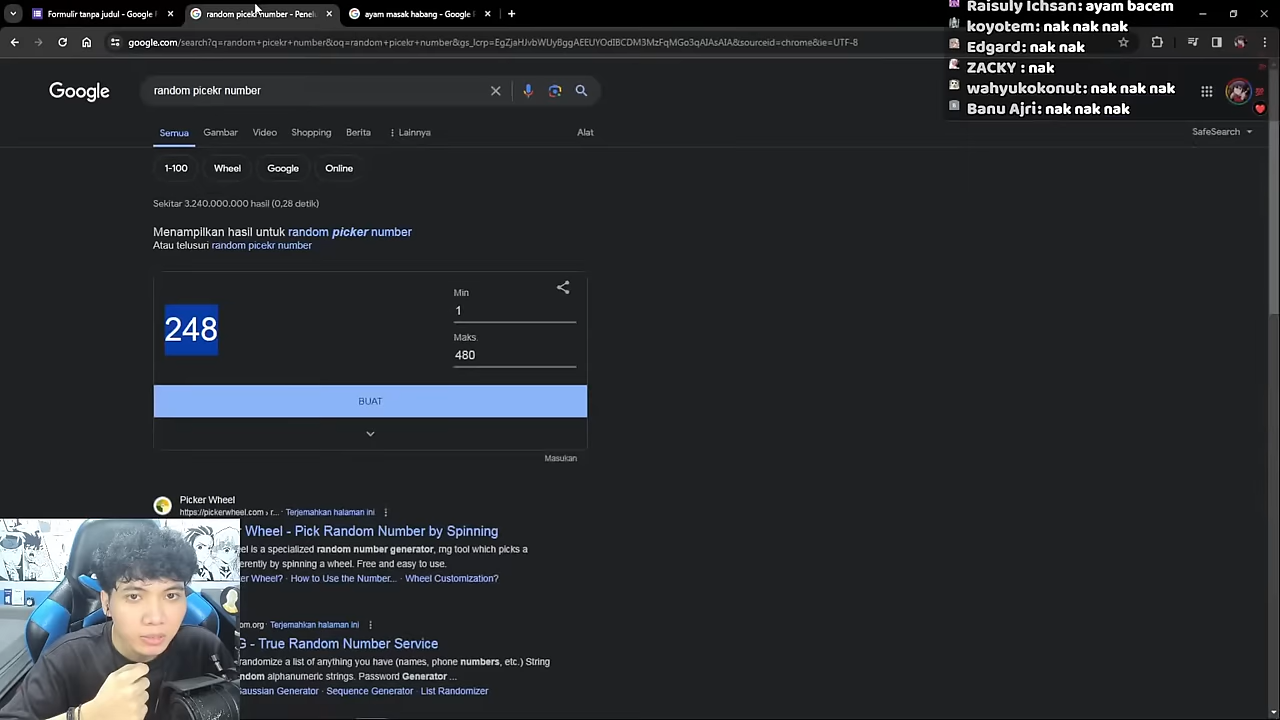 Formulir tanpa judul - Google
random picekr number - Penel
ayam masak habang - Google
google.com/search?q=random+picekr+number&oq=random+picekr+number&gs_lcrp=EgZjaHJvbWUyBggAEEUYOdIBCDM3MzFqMGo3qAIAsAIA&sourceid=chrome&ie=UTF-8
Raisuly Ichsan: ayam bacem
koyotem: nak nak
Edgard: nak nak
ZACKY : nak
wahyukokonut: nak nak nak
Banu Ajri: nak nak nak
Google
random picekr number
Semua Gambar Video Shopping Berita Lainnya Alat
SafeSearch
1-100 Wheel Google Online
Sekitar 3.240.000.000 hasil (0,28 detik)
Menampilkan hasil untuk random picker number
Atau telusuri random picekr number
248
Min
1
Maks.
480
BUAT
Masukan
Picker Wheel
https://pickerwheel.com › r... · Terjemahkan halaman ini
Wheel - Pick Random Number by Spinning
el is a specialized random number generator, rng tool which picks a
erently by spinning a wheel. Free and easy to use.
er Wheel? · How to Use the Number... · Wheel Customization?
om.org · Terjemahkan halaman ini
G - True Random Number Service
randomize a list of anything you have (names, phone numbers, etc.) String
ndom alphanumeric strings. Password Generator ...
aussian Generator · Sequence Generator · List Randomizer